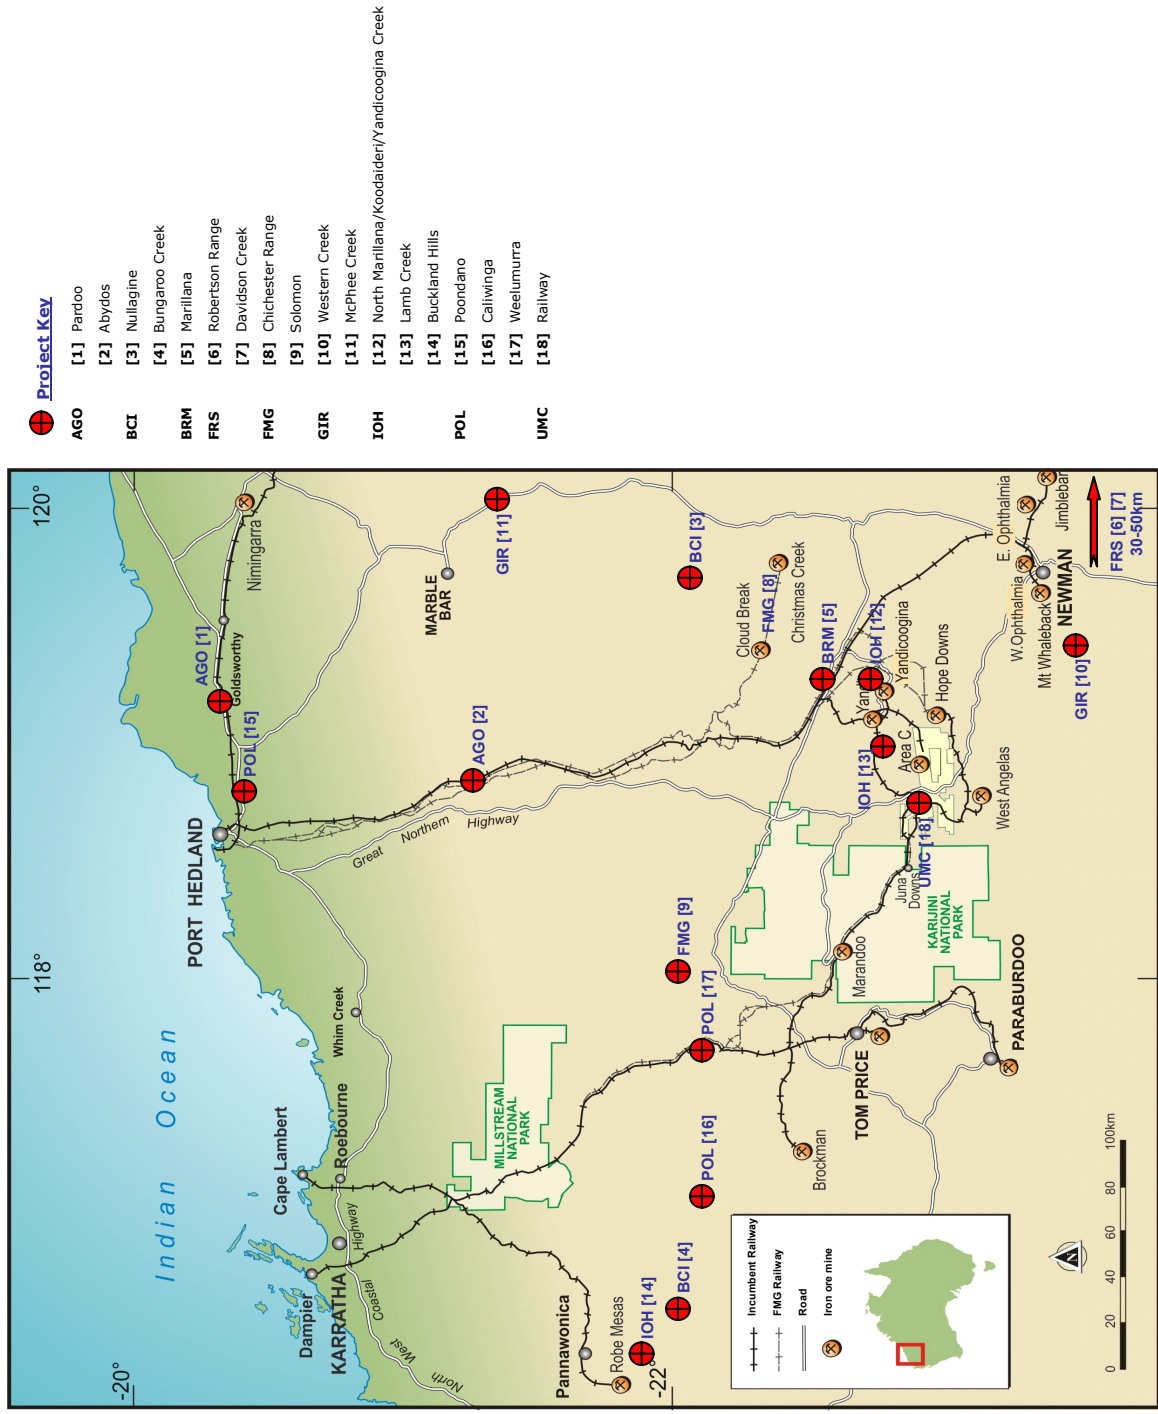 Project Key
AGO [1] Pardoo
[2] Abydos
BCI [3] Nullagine
[4] Bungaroo Creek
BRM [5] Marillana
FRS [6] Robertson Range
[7] Davidson Creek
FMG [8] Chichester Range
[9] Solomon
GIR [10] Western Creek
[11] McPhee Creek
IOH [12] North Marillana/Koodaideri/Yandicoogina Creek
[13] Lamb Creek
[14] Buckland Hills
POL [15] Poondano
[16] Caliwinga
[17] Weelumurra
UMC [18] Railway
118°
120°
-20°
-22°
Indian Ocean
PORT HEDLAND
POL [15]
AGO [1]
Goldsworthy
Nimingarra
Cape Lambert
Roebourne
Whim Creek
Dampier
KARRATHA
North West Coastal Highway
Great Northern Highway
AGO [2]
MARBLE
BAR
GIR [11]
MILLSTREAM
NATIONAL
PARK
Pannawonica
Robe Mesas
IOH [14]
BCI [4]
POL [16]
POL [17]
FMG [9]
BCI [3]
Cloud Break
FMG [8]
Christmas Creek
BRM [5]
IOH [12]
Yandicoogina
Hope Downs
IOH [13]
Area C
West Angelas
UMC [18]
Juna
Downs
KARIJINI
NATIONAL
PARK
Marandoo
Brockman
TOM PRICE
PARABURDOO
E. Ophthalmia
W.Ophthalmia
Jimblebar
Mt Whaleback
NEWMAN
GIR [10]
FRS [6] [7]
30-50km
Incumbent Railway
FMG Railway
Road
Iron ore mine
N
0 20 40 60 80 100km